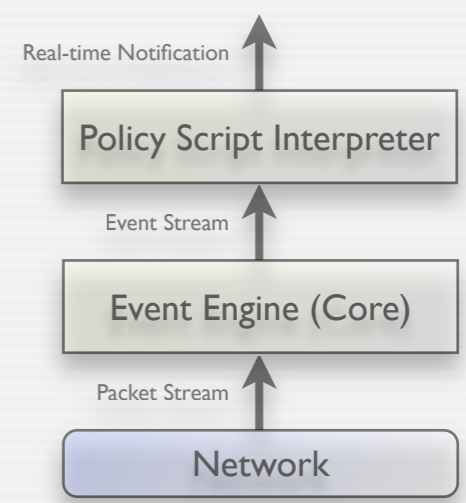 Real-time Notification
Policy Script Interpreter
Event Stream
Event Engine (Core)
Packet Stream
Network